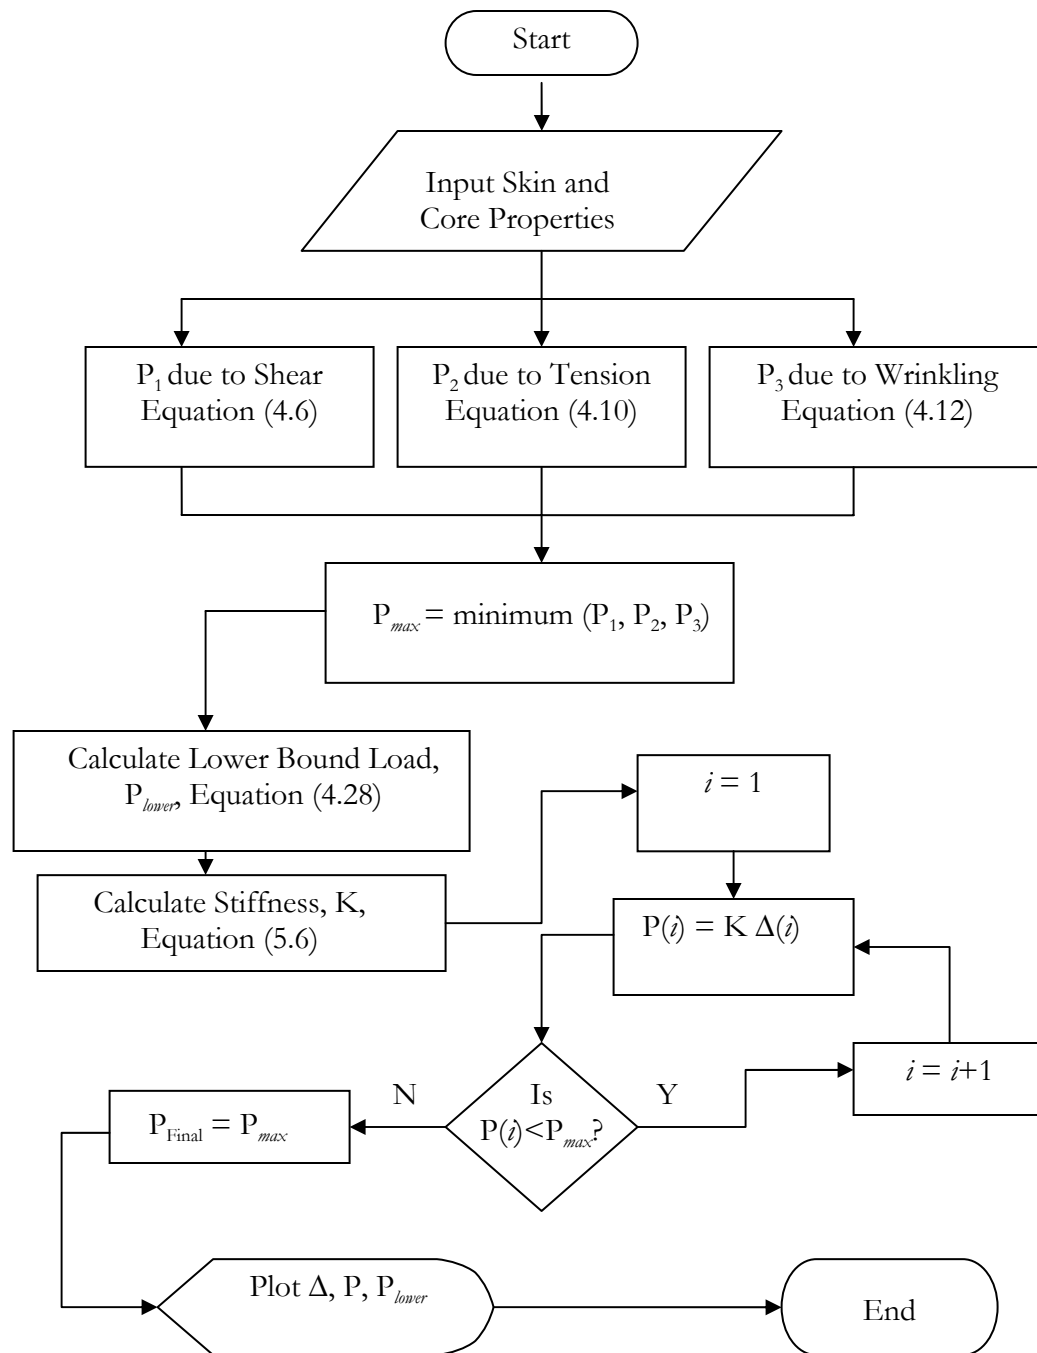 Start
Input Skin and
Core Properties
P₁ due to Shear
Equation (4.6)
P₂ due to Tension
Equation (4.10)
P₃ due to Wrinkling
Equation (4.12)
Pmax = minimum (P₁, P₂, P₃)
Calculate Lower Bound Load,
Plower, Equation (4.28)
i = 1
Calculate Stiffness, K,
Equation (5.6)
P(i) = K Δ(i)
i = i+1
N
Is
P(i)<Pmax?
Y
PFinal = Pmax
Plot Δ, P, Plower
End